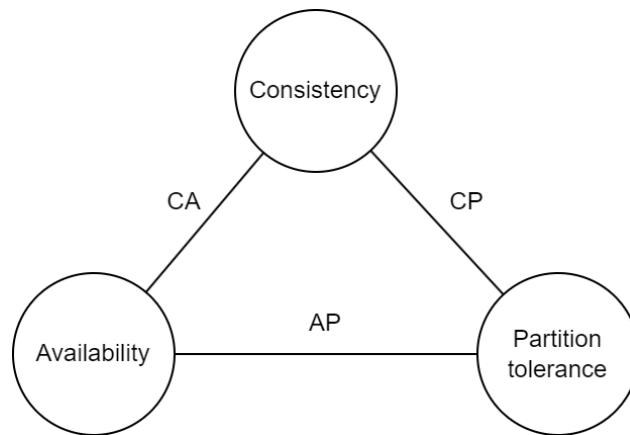 Consistency
CA
CP
AP
Availability
Partition
tolerance